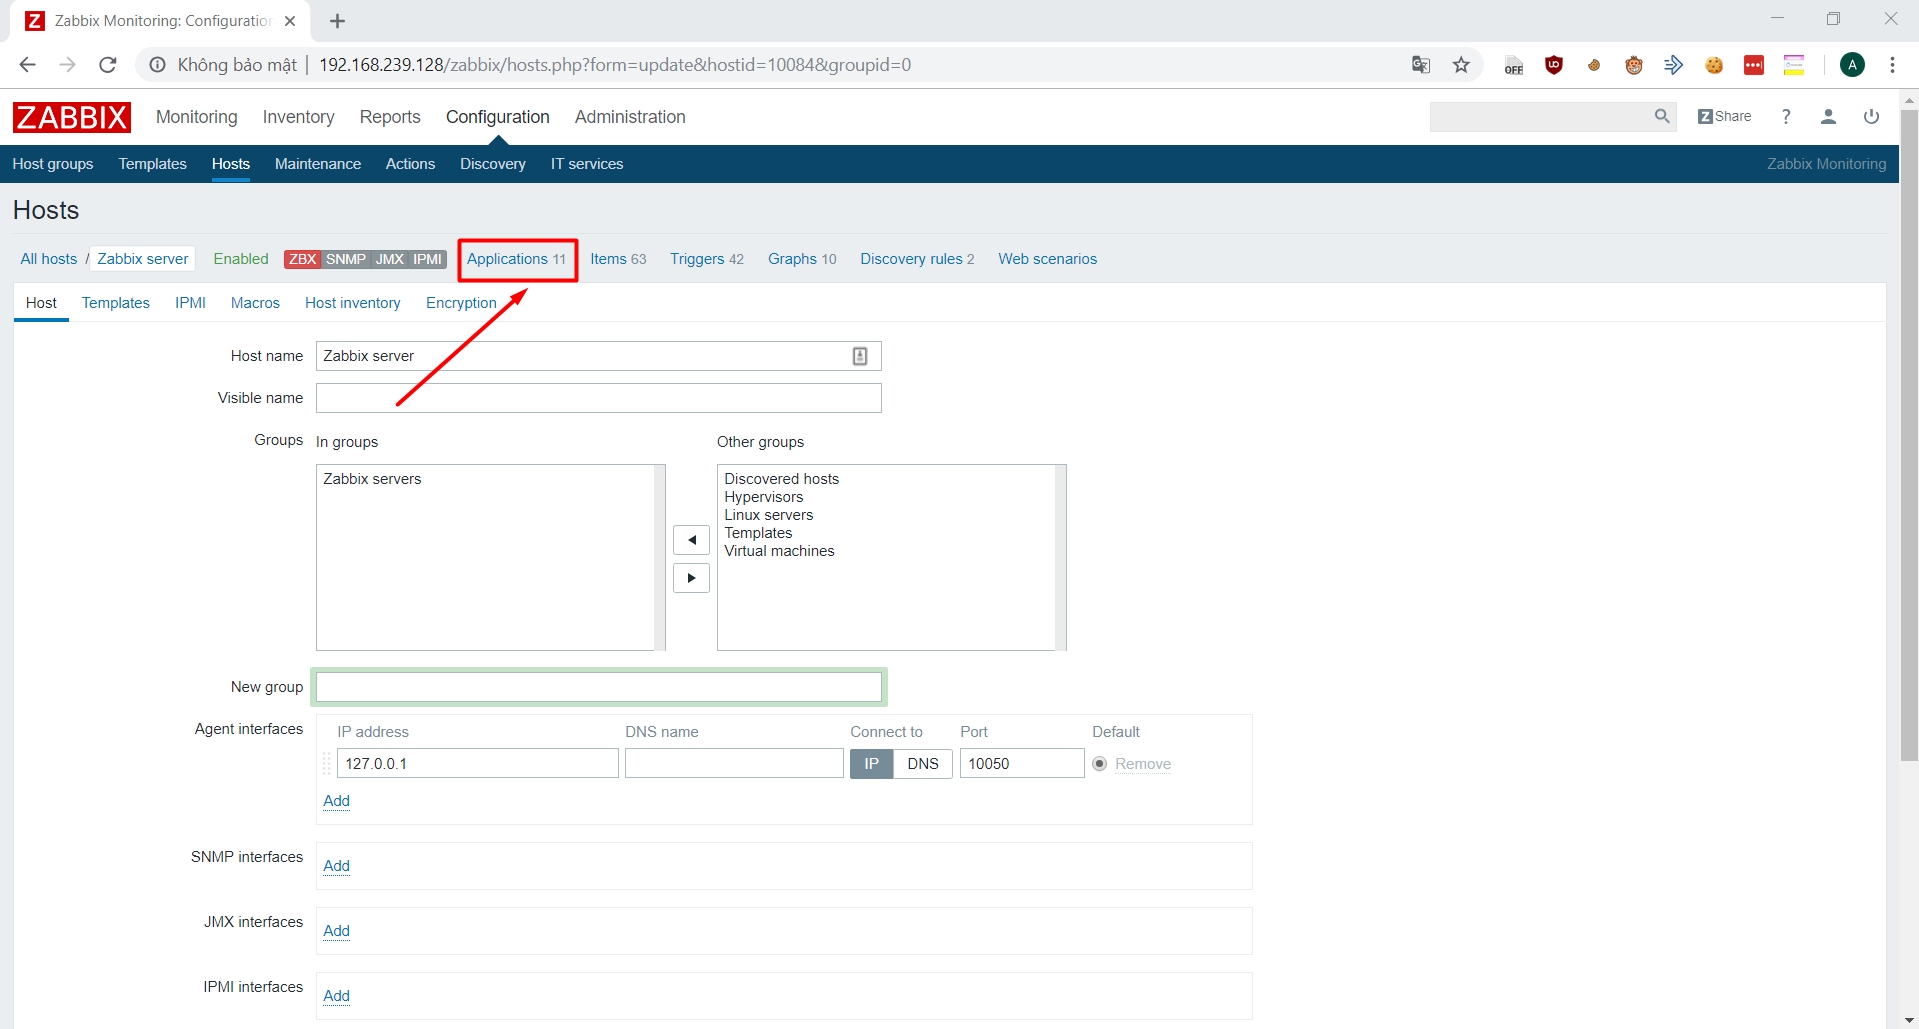 Zabbix Monitoring: Configuration
Không bảo mật | 192.168.239.128/zabbix/hosts.php?form=update&hostid=10084&groupid=0
OFF
A
ZABBIX Monitoring Inventory Reports Configuration Administration
Z Share ?
Host groups Templates Hosts Maintenance Actions Discovery IT services Zabbix Monitoring
Hosts
All hosts / Zabbix server Enabled ZBX SNMP JMX IPMI Applications 11 Items 63 Triggers 42 Graphs 10 Discovery rules 2 Web scenarios
Host Templates IPMI Macros Host inventory Encryption
Host name Zabbix server
Visible name
Groups In groups Other groups
Zabbix servers
Discovered hosts
Hypervisors
Linux servers
Templates
Virtual machines
New group
Agent interfaces IP address DNS name Connect to Port Default
127.0.0.1 IP DNS 10050 Remove
Add
SNMP interfaces Add
JMX interfaces Add
IPMI interfaces Add